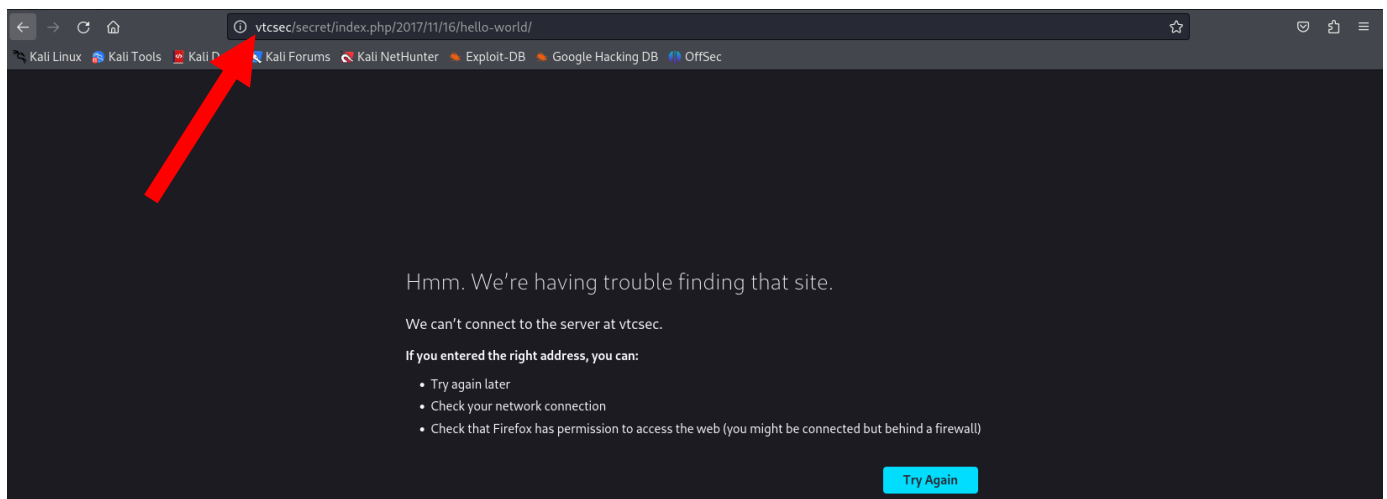 vtcsec/secret/index.php/2017/11/16/hello-world/
Kali Linux Kali Tools Kali D Kali Forums Kali NetHunter Exploit-DB Google Hacking DB OffSec
Hmm. We're having trouble finding that site.
We can't connect to the server at vtcsec.
If you entered the right address, you can:
• Try again later
• Check your network connection
• Check that Firefox has permission to access the web (you might be connected but behind a firewall)
Try Again